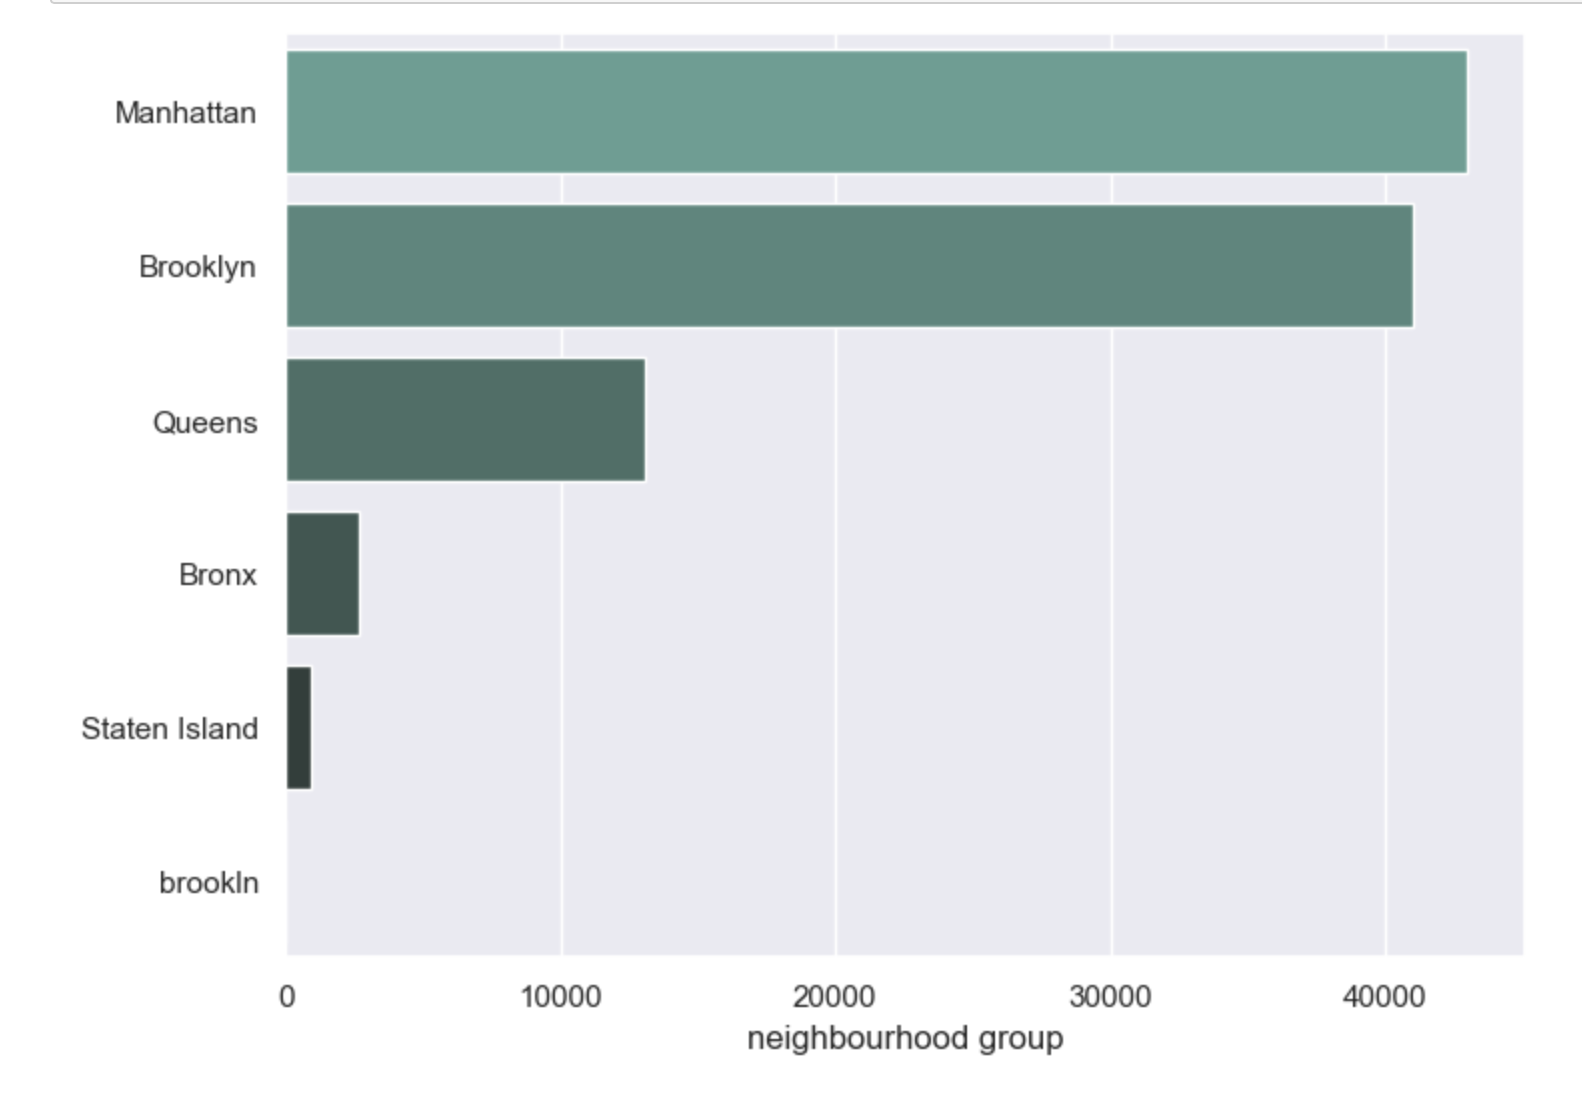 Manhattan
Brooklyn
Queens
Bronx
Staten Island
brookln
0 10000 20000 30000 40000
neighbourhood group